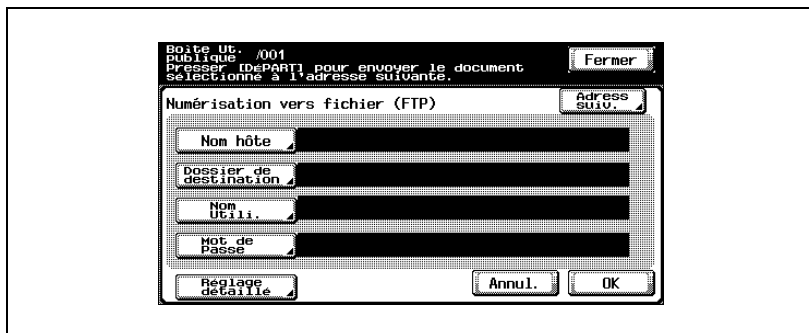 Boîte Ut.
publique /001
Presser [DéPART] pour envoyer le document
sélectionné à l'adresse suivante.
Fermer
Numérisation vers fichier (FTP)
Adress
suiv.
Nom hôte
Dossier de
destination
Nom
Utili.
Mot de
Passe
Réglage
détaillé
Annul.
OK